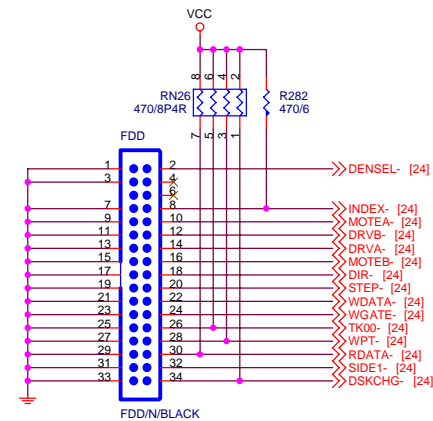 VCC
8 6 4 2
RN26
470/8P4R
R282
470/6
7 5 3 1
FDD
1 2 DENSEL- [24]
3 4
6
7 8 INDEX- [24]
9 10 MOTEA- [24]
11 12 DRVB- [24]
13 14 DRVA- [24]
15 16 MOTEB- [24]
17 18 DIR- [24]
19 20 STEP- [24]
21 22 WDATA- [24]
23 24 WGATE- [24]
25 26 TK00- [24]
27 28 WPT- [24]
29 30 RDATA- [24]
31 32 SIDE1- [24]
33 34 DSKCHG- [24]
FDD/N/BLACK